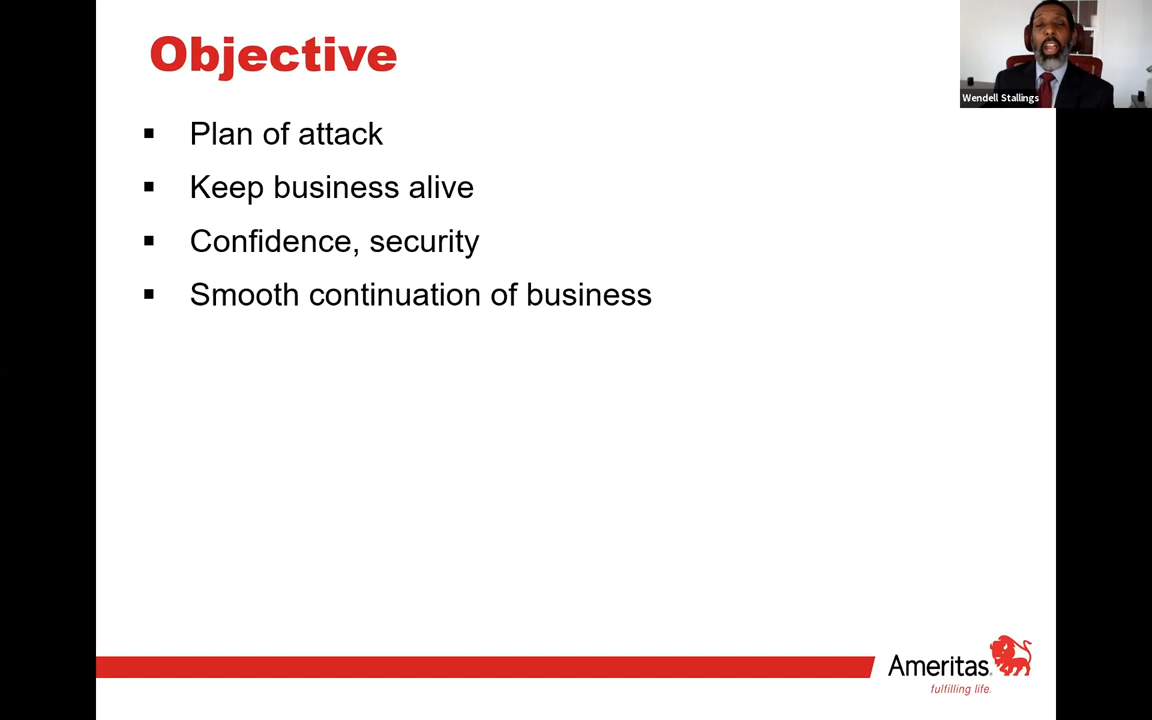 Objective
Wendell Stallings
Plan of attack
Keep business alive
Confidence, security
Smooth continuation of business
Ameritas
fulfilling life.